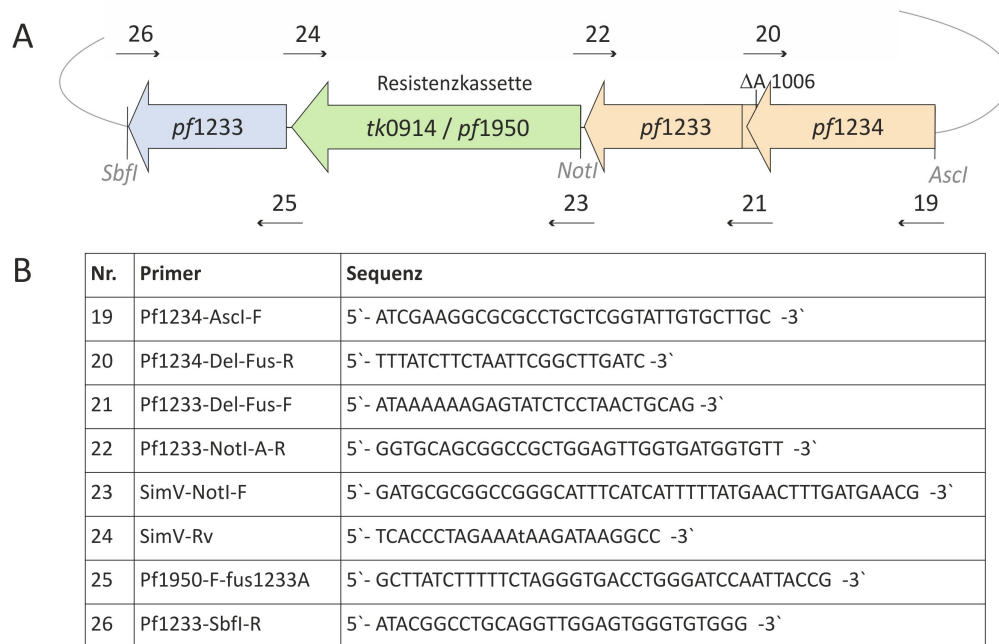 A
26 24 22 20
Resistenzkassette ΔA 1006
pf1233 tk0914 / pf1950 pf1233 pf1234
SbfI NotI AscI
25 23 21 19
B
Nr. Primer Sequenz
19 Pf1234-AscI-F 5`- ATCGAAGGCGCGCCTGCTCGGTATTGTGCTTGC -3`
20 Pf1234-Del-Fus-R 5`- TTTATCTTCTAATTCGGCTTGATC -3`
21 Pf1233-Del-Fus-F 5`- ATAAAAAAGAGTATCTCCTAACTGCAG -3`
22 Pf1233-NotI-A-R 5`- GGTGCAGCGGCCGCTGGAGTTGGTGATGGTGTT -3`
23 SimV-NotI-F 5`- GATGCGCGGCCGGGCATTTCATCATTTTTATGAACTTTGATGAACG -3`
24 SimV-Rv 5`- TCACCCTAGAAAtAAGATAAGGCC -3`
25 Pf1950-F-fus1233A 5`- GCTTATCTTTTTCTAGGGTGACCTGGGATCCAATTACCG -3`
26 Pf1233-SbfI-R 5`- ATACGGCCTGCAGGTTGGAGTGGGTGTGGG -3`